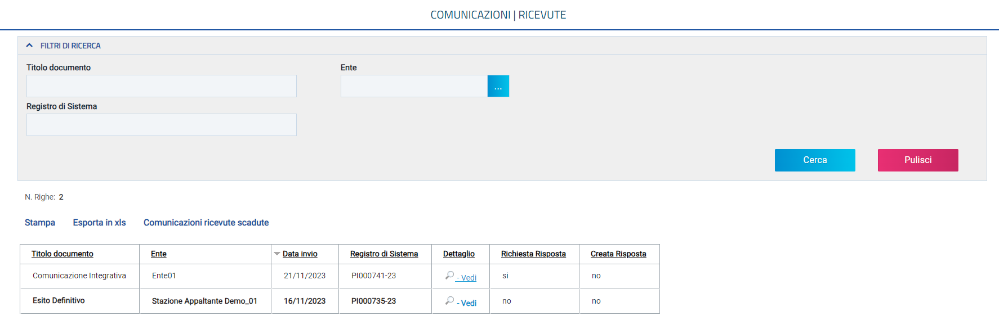 COMUNICAZIONI | RICEVUTE
FILTRI DI RICERCA
Titolo documento
Ente
...
Registro di Sistema
Cerca
Pulisci
N. Righe: 2
Stampa
Esporta in xls
Comunicazioni ricevute scadute
Titolo documento Ente Data invio Registro di Sistema Dettaglio Richiesta Risposta Creata Risposta
Comunicazione Integrativa Ente01 21/11/2023 PI000741-23 - Vedi si no
Esito Definitivo Stazione Appaltante Demo_01 16/11/2023 PI000735-23 - Vedi no no